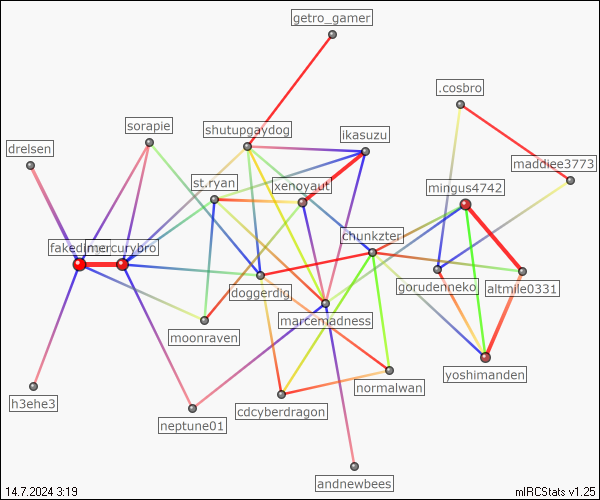 getro_gamer
.cosbro
sorapie
shutupgaydog
ikasuzu
drelsen
maddiee3773
st.ryan
xenoyaut
mingus4742
chunkzter
mercurybro
gorudenneko
altmile0331
doggerdig
marcemadness
moonraven
yoshimanden
normalwan
h3ehe3
cdcyberdragon
neptune01
andnewbees
14.7.2024 3:19
mIRCStats v1.25